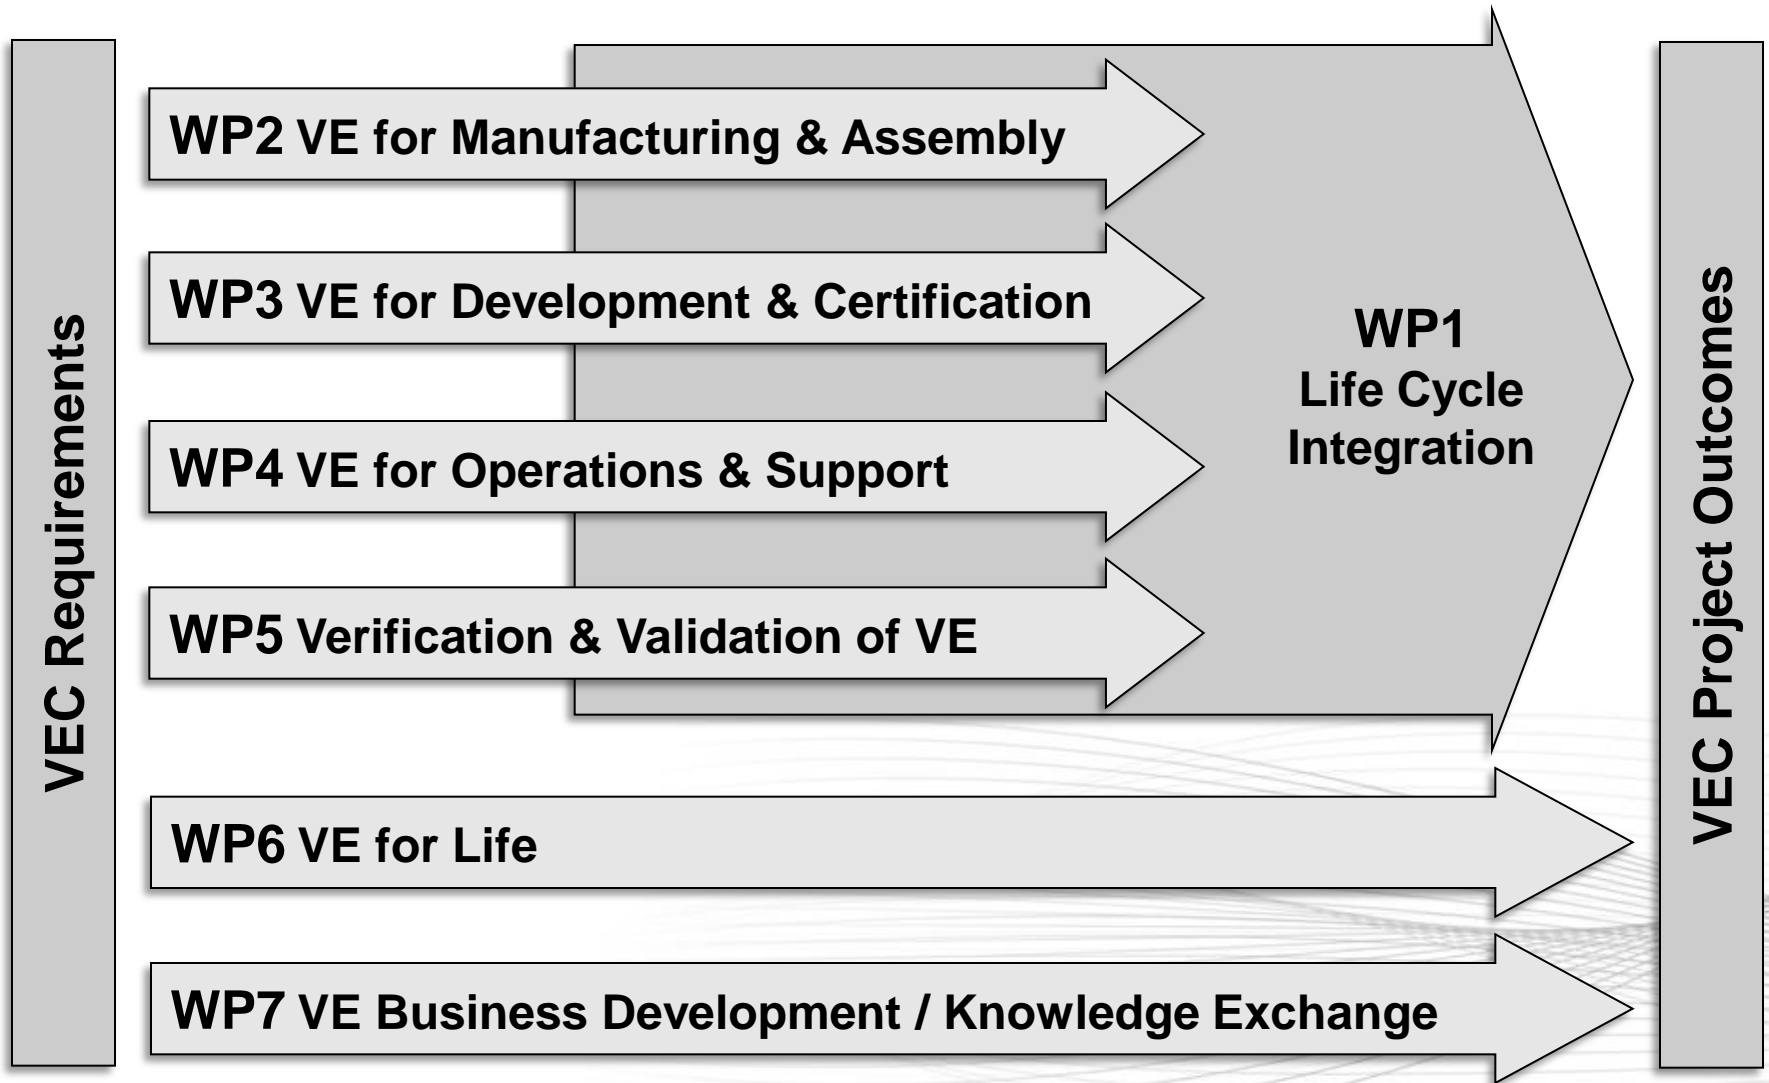 VEC Requirements
WP2 VE for Manufacturing & Assembly
WP3 VE for Development & Certification
WP4 VE for Operations & Support
WP5 Verification & Validation of VE
WP1
Life Cycle
Integration
WP6 VE for Life
WP7 VE Business Development / Knowledge Exchange
VEC Project Outcomes